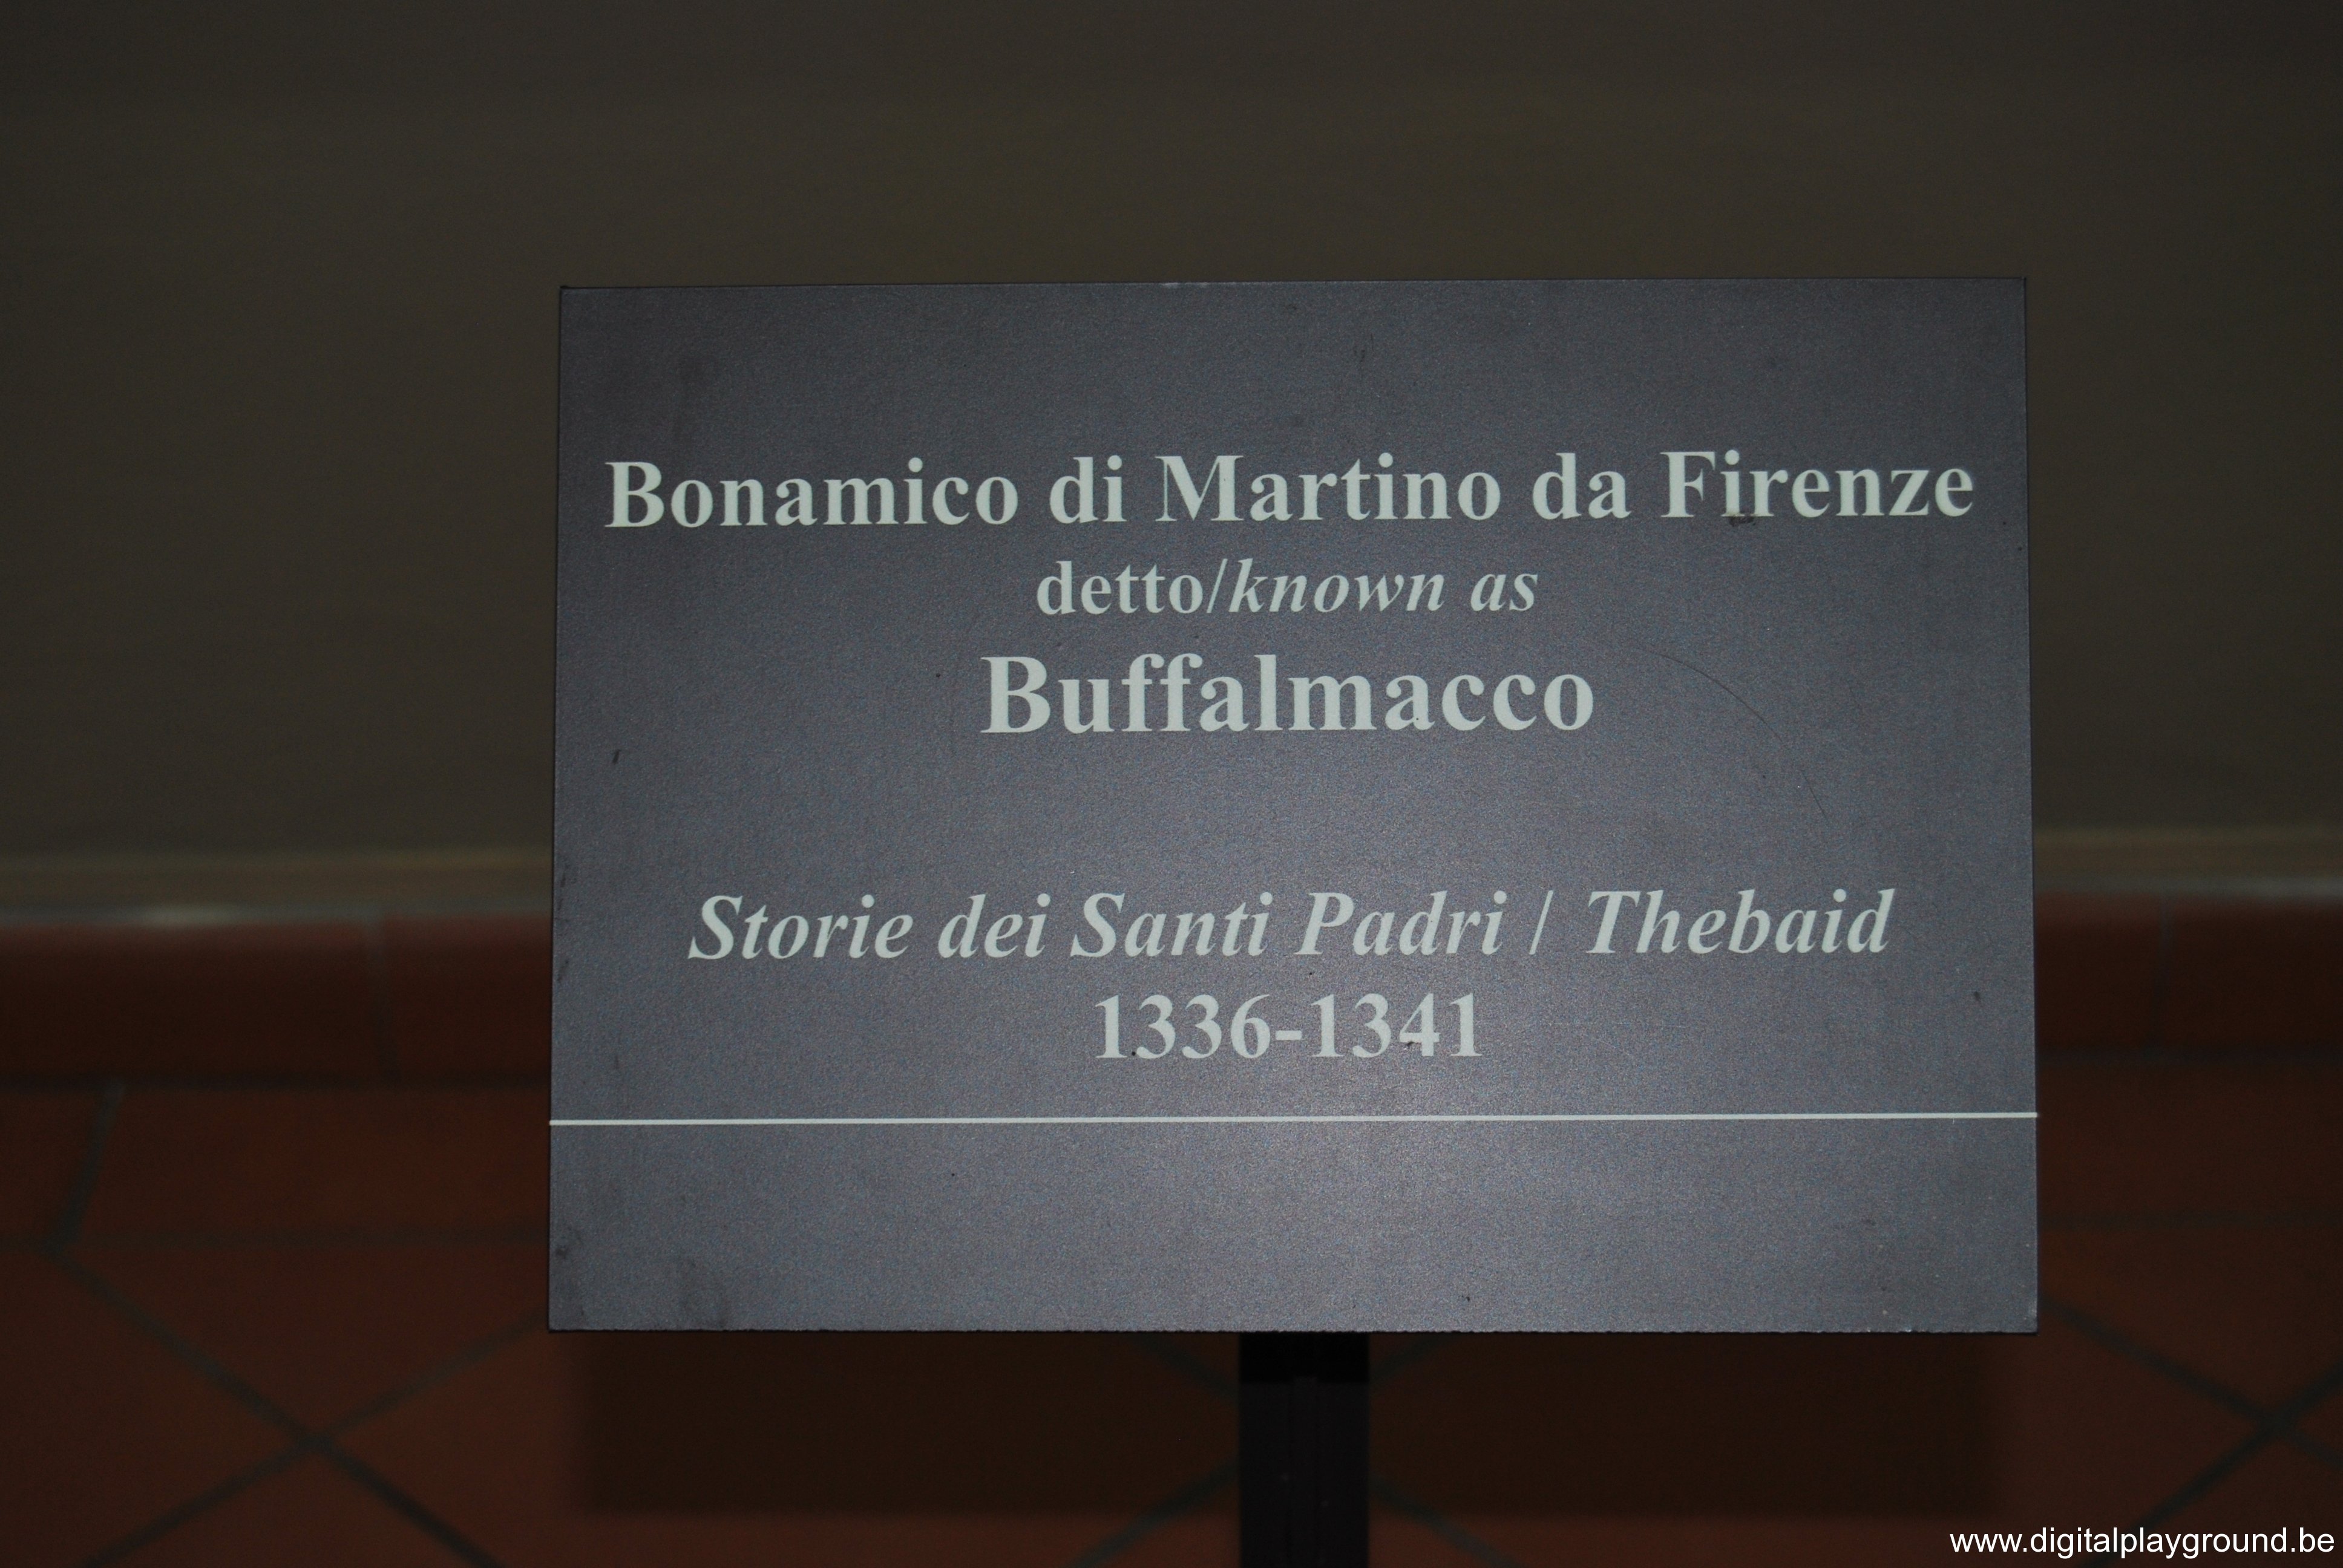 Bonamico di Martino da Firenze
detto/known as
Buffalmacco
Storie dei Santi Padri / Thebaid
1336-1341
www.digitalplayground.be